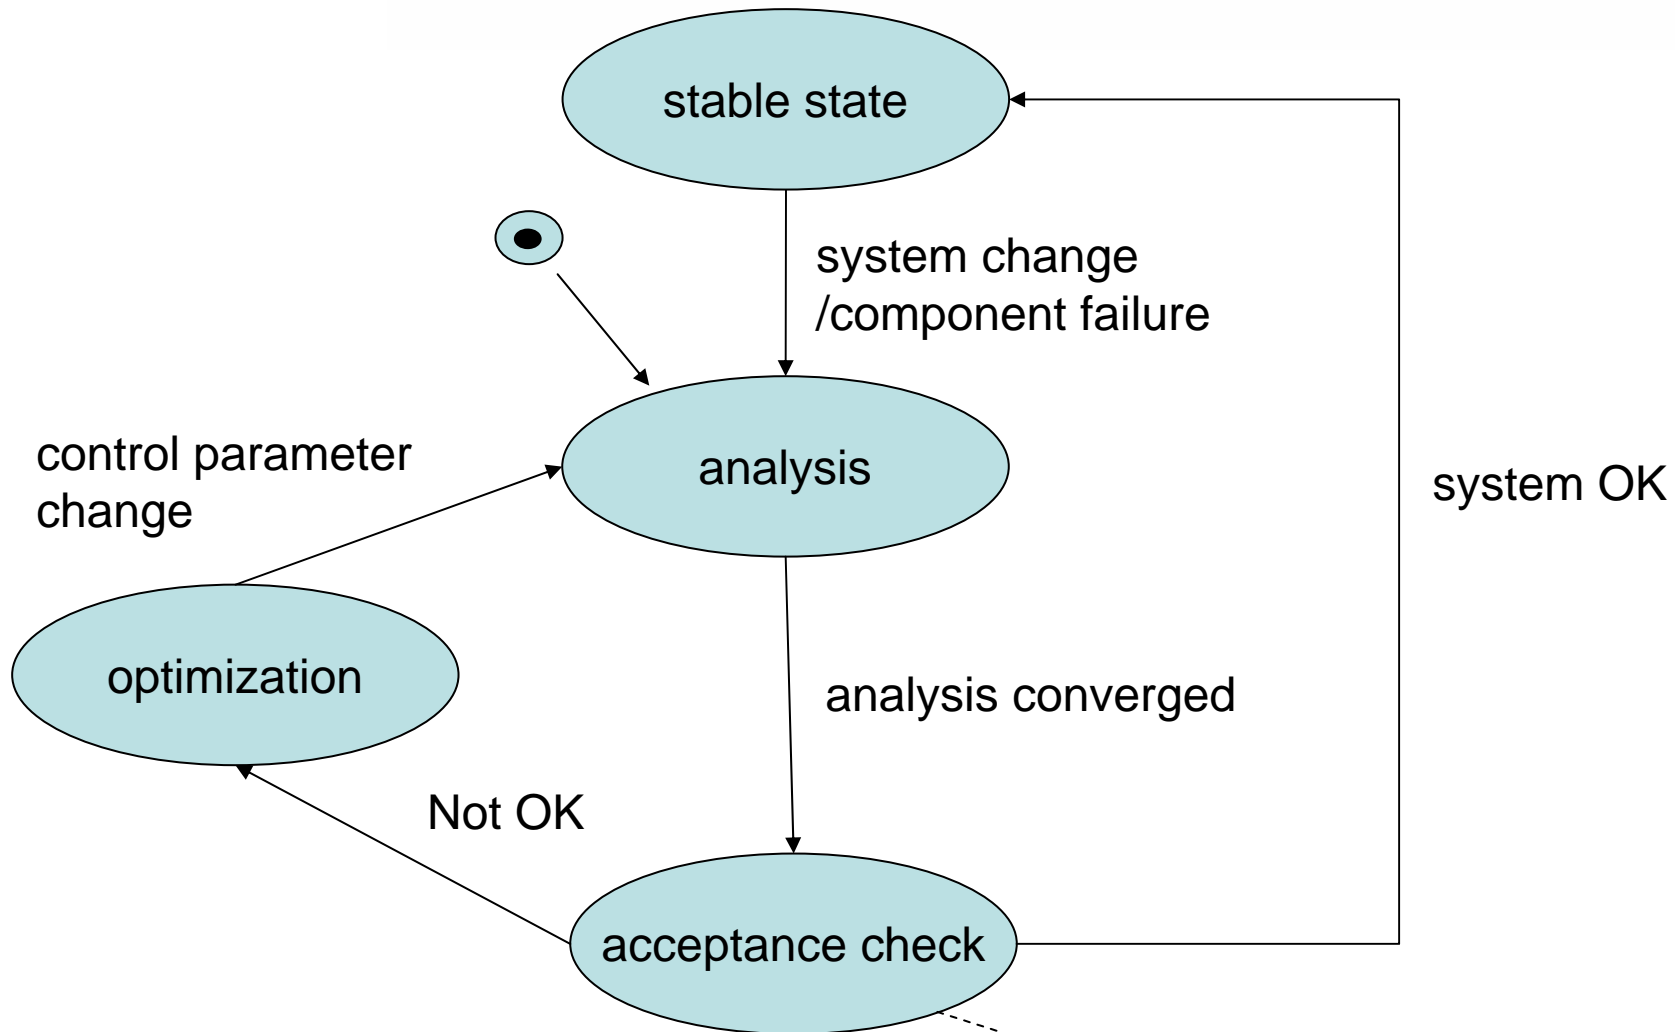 stable state
system change
/component failure
control parameter
change
analysis
system OK
optimization
analysis converged
Not OK
acceptance check